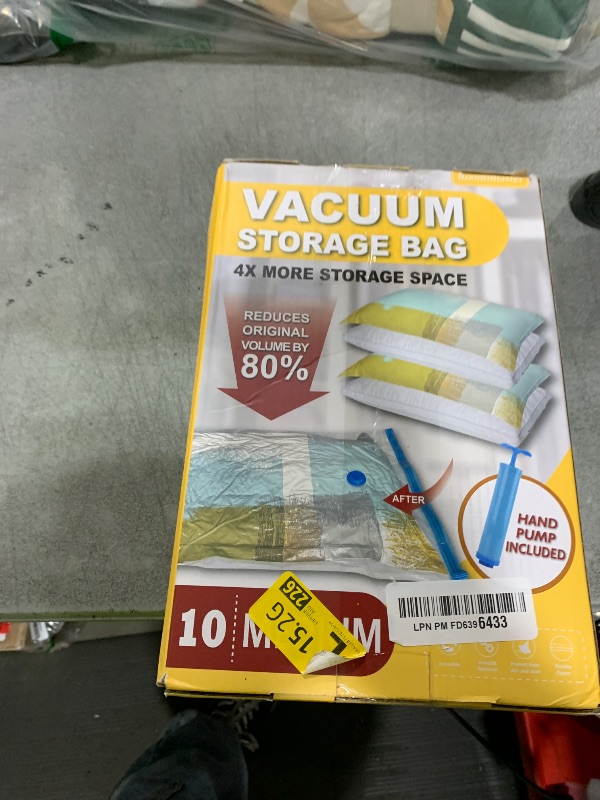 VACUUM
STORAGE BAG
4X MORE STORAGE SPACE
REDUCES
ORIGINAL
VOLUME BY
80%
AFTER
HAND
PUMP
INCLUDED
10
15.2G
226
LPN PM FD6396433